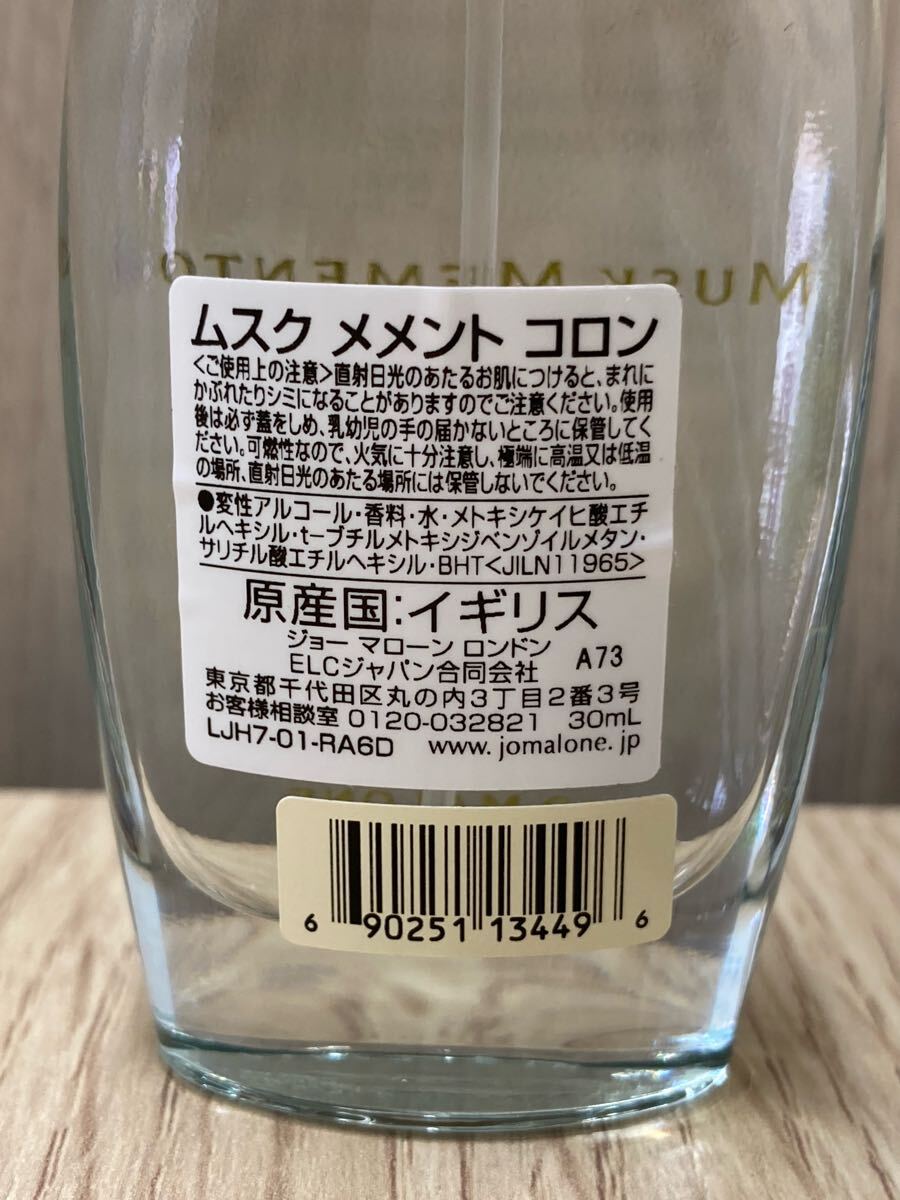 MUSK MEMENTO
ムスク メメント コロン
<ご使用上の注意>直射日光のあたるお肌につけると、まれに
かぶれたりシミになることがありますのでご注意ください。使用
後は必ず蓋をしめ、乳幼児の手の届かないところに保管してく
ださい。可燃性なので、火気に十分注意し、極端に高温又は低温
の場所、直射日光のあたる場所には保管しないでください。
●変性アルコール・香料・水・メトキシケイヒ酸エチ
ルヘキシル・t-ブチルメトキシジベンゾイルメタン・
サリチル酸エチルヘキシル・BHT<JILN11965>
原産国:イギリス
ジョー マローン ロンドン
ELCジャパン合同会社 A73
東京都千代田区丸の内3丁目2番3号
お客様相談室 0120-032821 30mL
LJH7-01-RA6D www.jomalone.jp
6 90251 13449 6